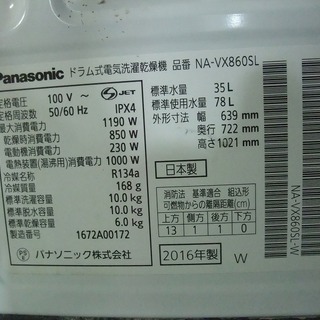 Panasonic ドラム式電気洗濯乾燥機 品番 NA-VX860SL
定格電圧 100 V～ JET
定格周波数 50/60 Hz IPX4
最大消費電力 1190 W
乾燥時消費電力 850 W
電動機消費電力 230 W
電熱装置(湯沸用)消費電力 1000 W
冷媒名称 R134a
冷媒質量 168 g
標準洗濯容量 10.0 kg
標準脱水容量 10.0 kg
標準乾燥容量 6.0 kg
製造番号 1672A00172
パナソニック株式会社
標準水量 35 L
標準使用水量 78 L
外形寸法 幅 639 mm
奥行 722 mm
高さ1021 mm
日本製
消防法 基準適合 組込形
可燃物からの離隔距離(cm)
上方 側方 前方 後方
13 1 1 0
2016年製 W
NA-VX860SL-W